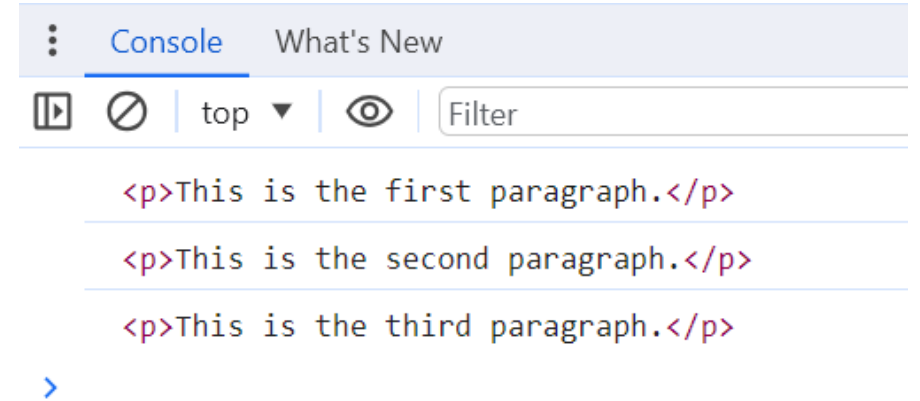 Console What's New
top Filter
<p>This is the first paragraph.</p>
<p>This is the second paragraph.</p>
<p>This is the third paragraph.</p>